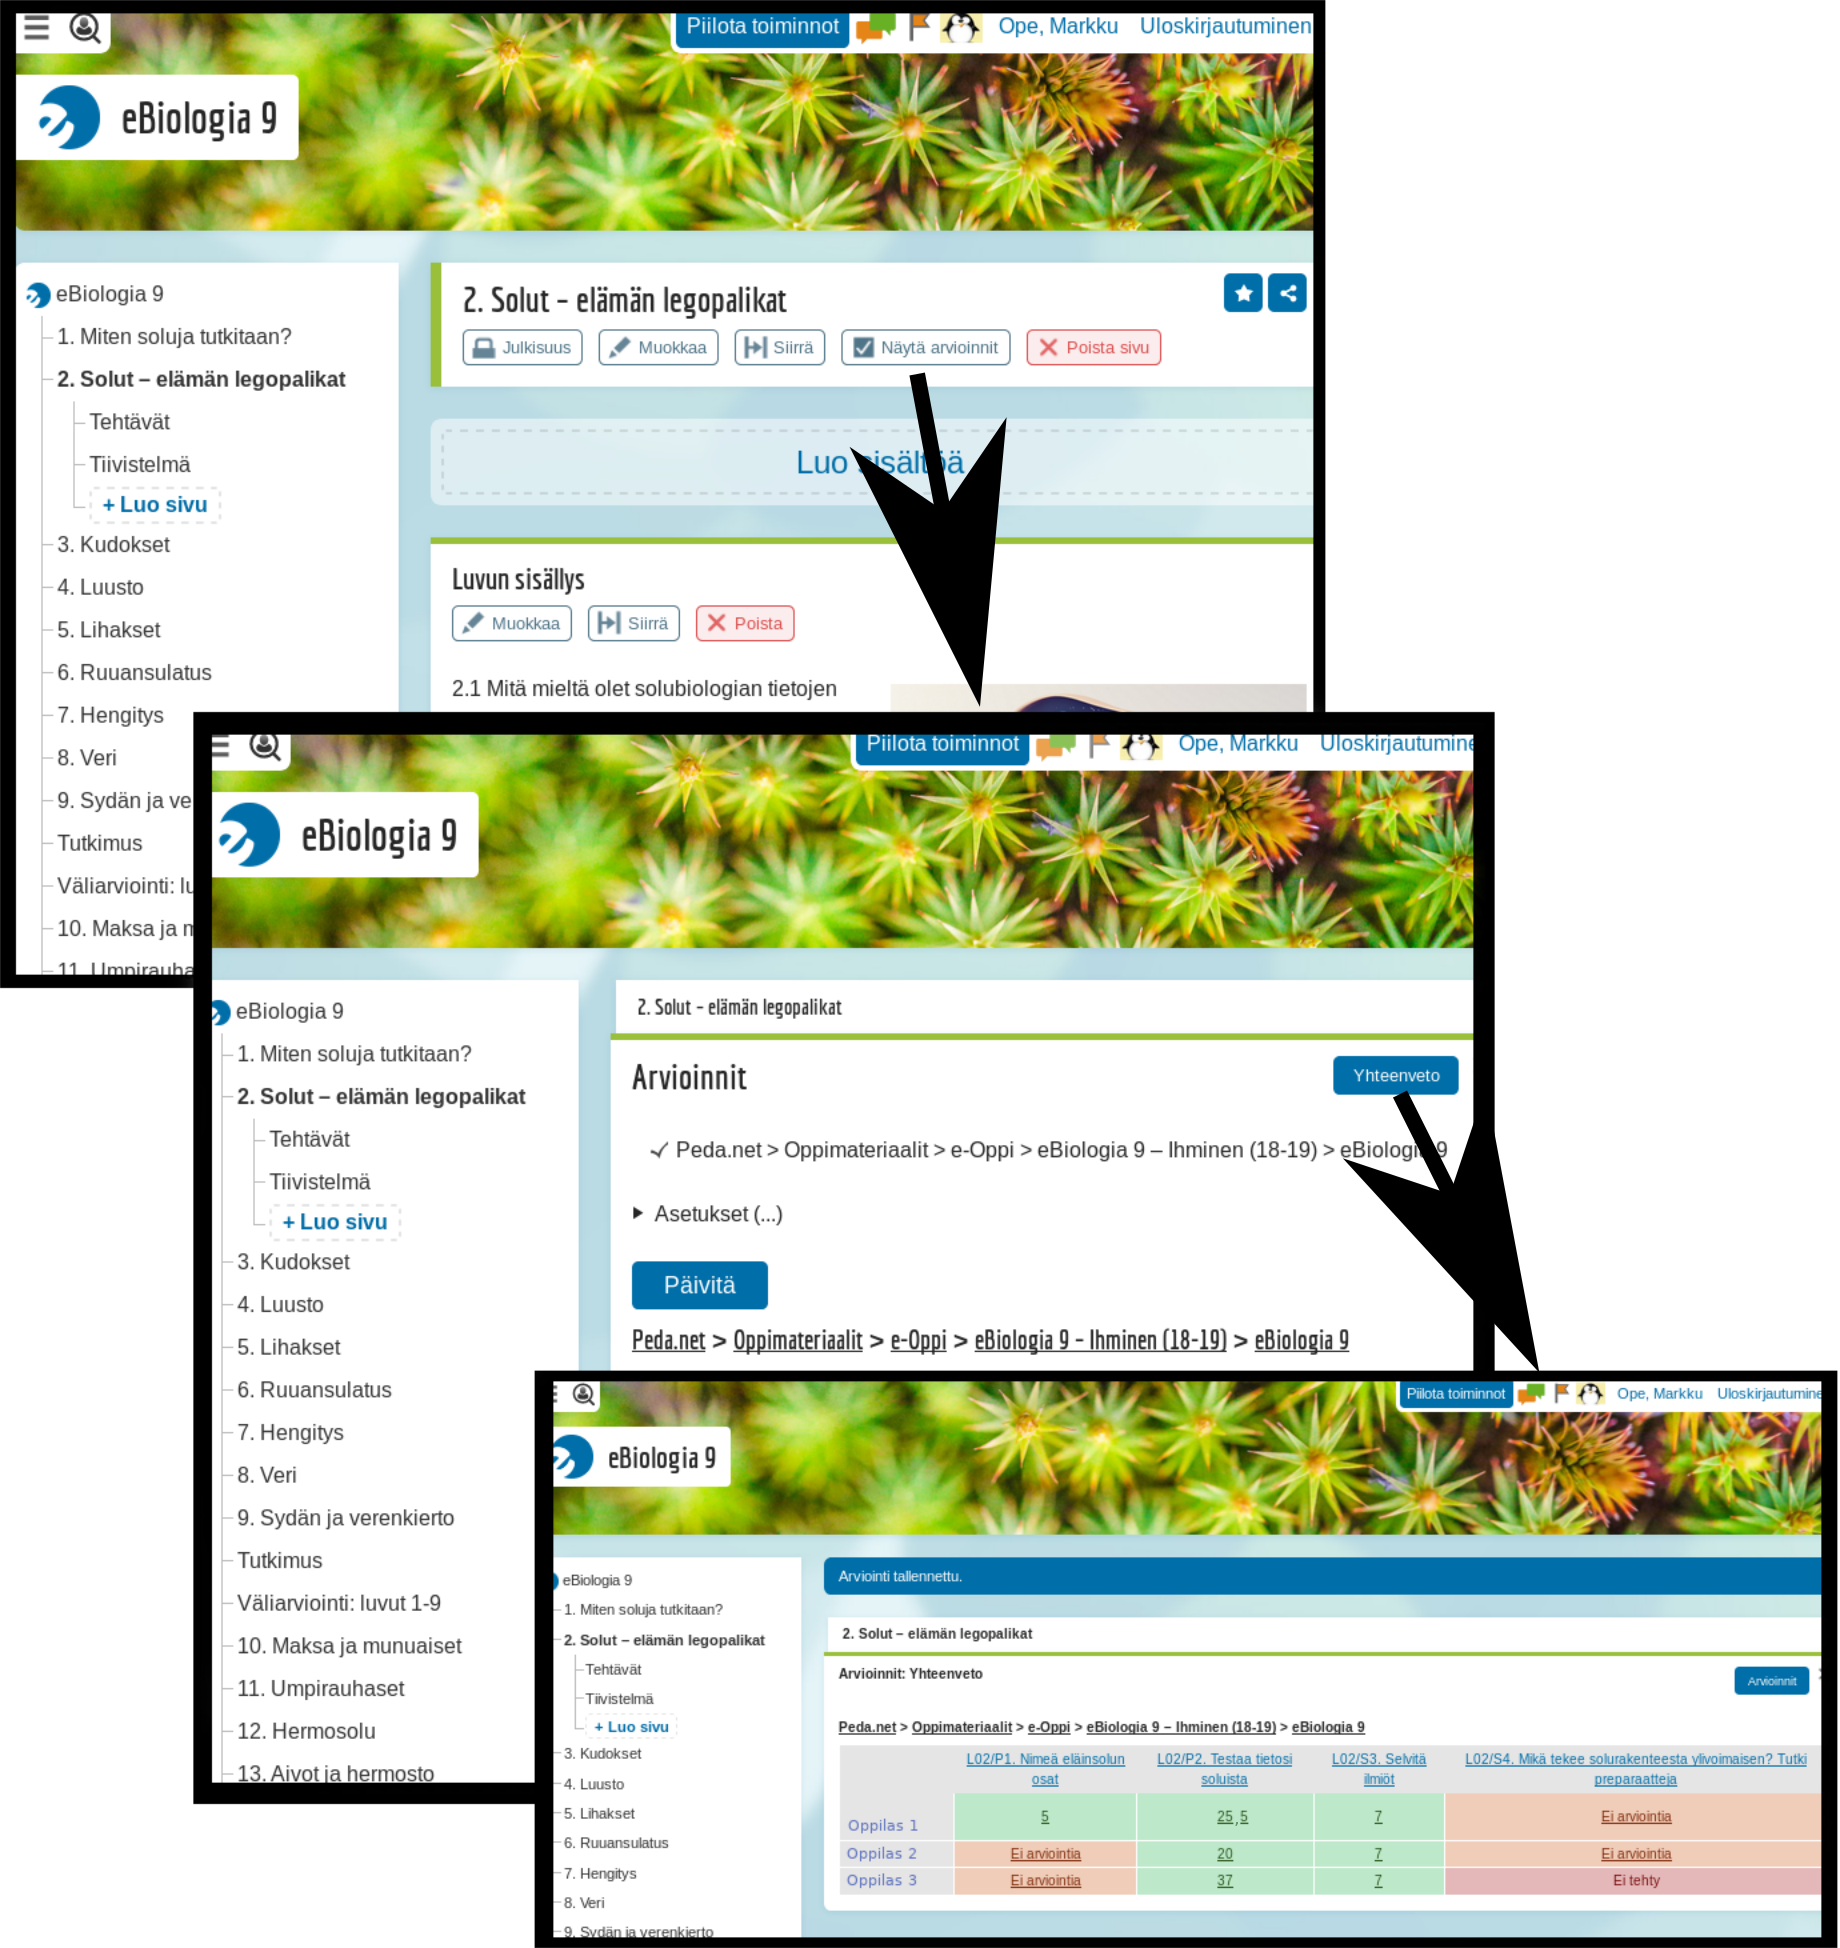 Piilota toiminnot
Ope, Markku
Uloskirjautuminen
eBiologia 9
eBiologia 9
1. Miten soluja tutkitaan?
2. Solut – elämän legopalikat
Tehtävät
Tiivistelmä
+ Luo sivu
3. Kudokset
4. Luusto
5. Lihakset
6. Ruuansulatus
7. Hengitys
8. Veri
9. Sydän ja ve
Tutkimus
Väliarviointi: lu
10. Maksa ja m
11. Umpirauha
2. Solut – elämän legopalikat
Julkisuus
Muokkaa
Siirrä
Näytä arvioinnit
Poista sivu
Luo sisältöä
Luvun sisällys
Muokkaa
Siirrä
Poista
2.1 Mitä mieltä olet solubiologian tietojen
Piilota toiminnot
Ope, Markku
Uloskirjautumine
eBiologia 9
eBiologia 9
1. Miten soluja tutkitaan?
2. Solut – elämän legopalikat
Tehtävät
Tiivistelmä
+ Luo sivu
3. Kudokset
4. Luusto
5. Lihakset
6. Ruuansulatus
7. Hengitys
8. Veri
9. Sydän ja verenkierto
Tutkimus
Väliarviointi: luvut 1-9
10. Maksa ja munuaiset
11. Umpirauhaset
12. Hermosolu
13. Aivot ja hermosto
2. Solut – elämän legopalikat
Arvioinnit
Yhteenveto
Peda.net > Oppimateriaalit > e-Oppi > eBiologia 9 – Ihminen (18-19) > eBiologia 9
Asetukset (...)
Päivitä
Peda.net > Oppimateriaalit > e-Oppi > eBiologia 9 – Ihminen (18-19) > eBiologia 9
Piilota toiminnot
Ope, Markku
Uloskirjautumine
eBiologia 9
eBiologia 9
1. Miten soluja tutkitaan?
2. Solut – elämän legopalikat
Tehtävät
Tiivistelmä
+ Luo sivu
3. Kudokset
4. Luusto
5. Lihakset
6. Ruuansulatus
7. Hengitys
8. Veri
9. Sydän ja verenkierto
Arviointi tallennettu.
2. Solut – elämän legopalikat
Arvioinnit: Yhteenveto
Arvioinnit
Peda.net > Oppimateriaalit > e-Oppi > eBiologia 9 – Ihminen (18-19) > eBiologia 9
L02/P1. Nimeä eläinsolun osat
L02/P2. Testaa tietosi soluista
L02/S3. Selvitä ilmiöt
L02/S4. Mikä tekee solurakenteesta ylivoimaisen? Tutki preparaatteja
Oppilas 1 5 25,5 7 Ei arviointia
Oppilas 2 Ei arviointia 20 7 Ei arviointia
Oppilas 3 Ei arviointia 37 7 Ei tehty